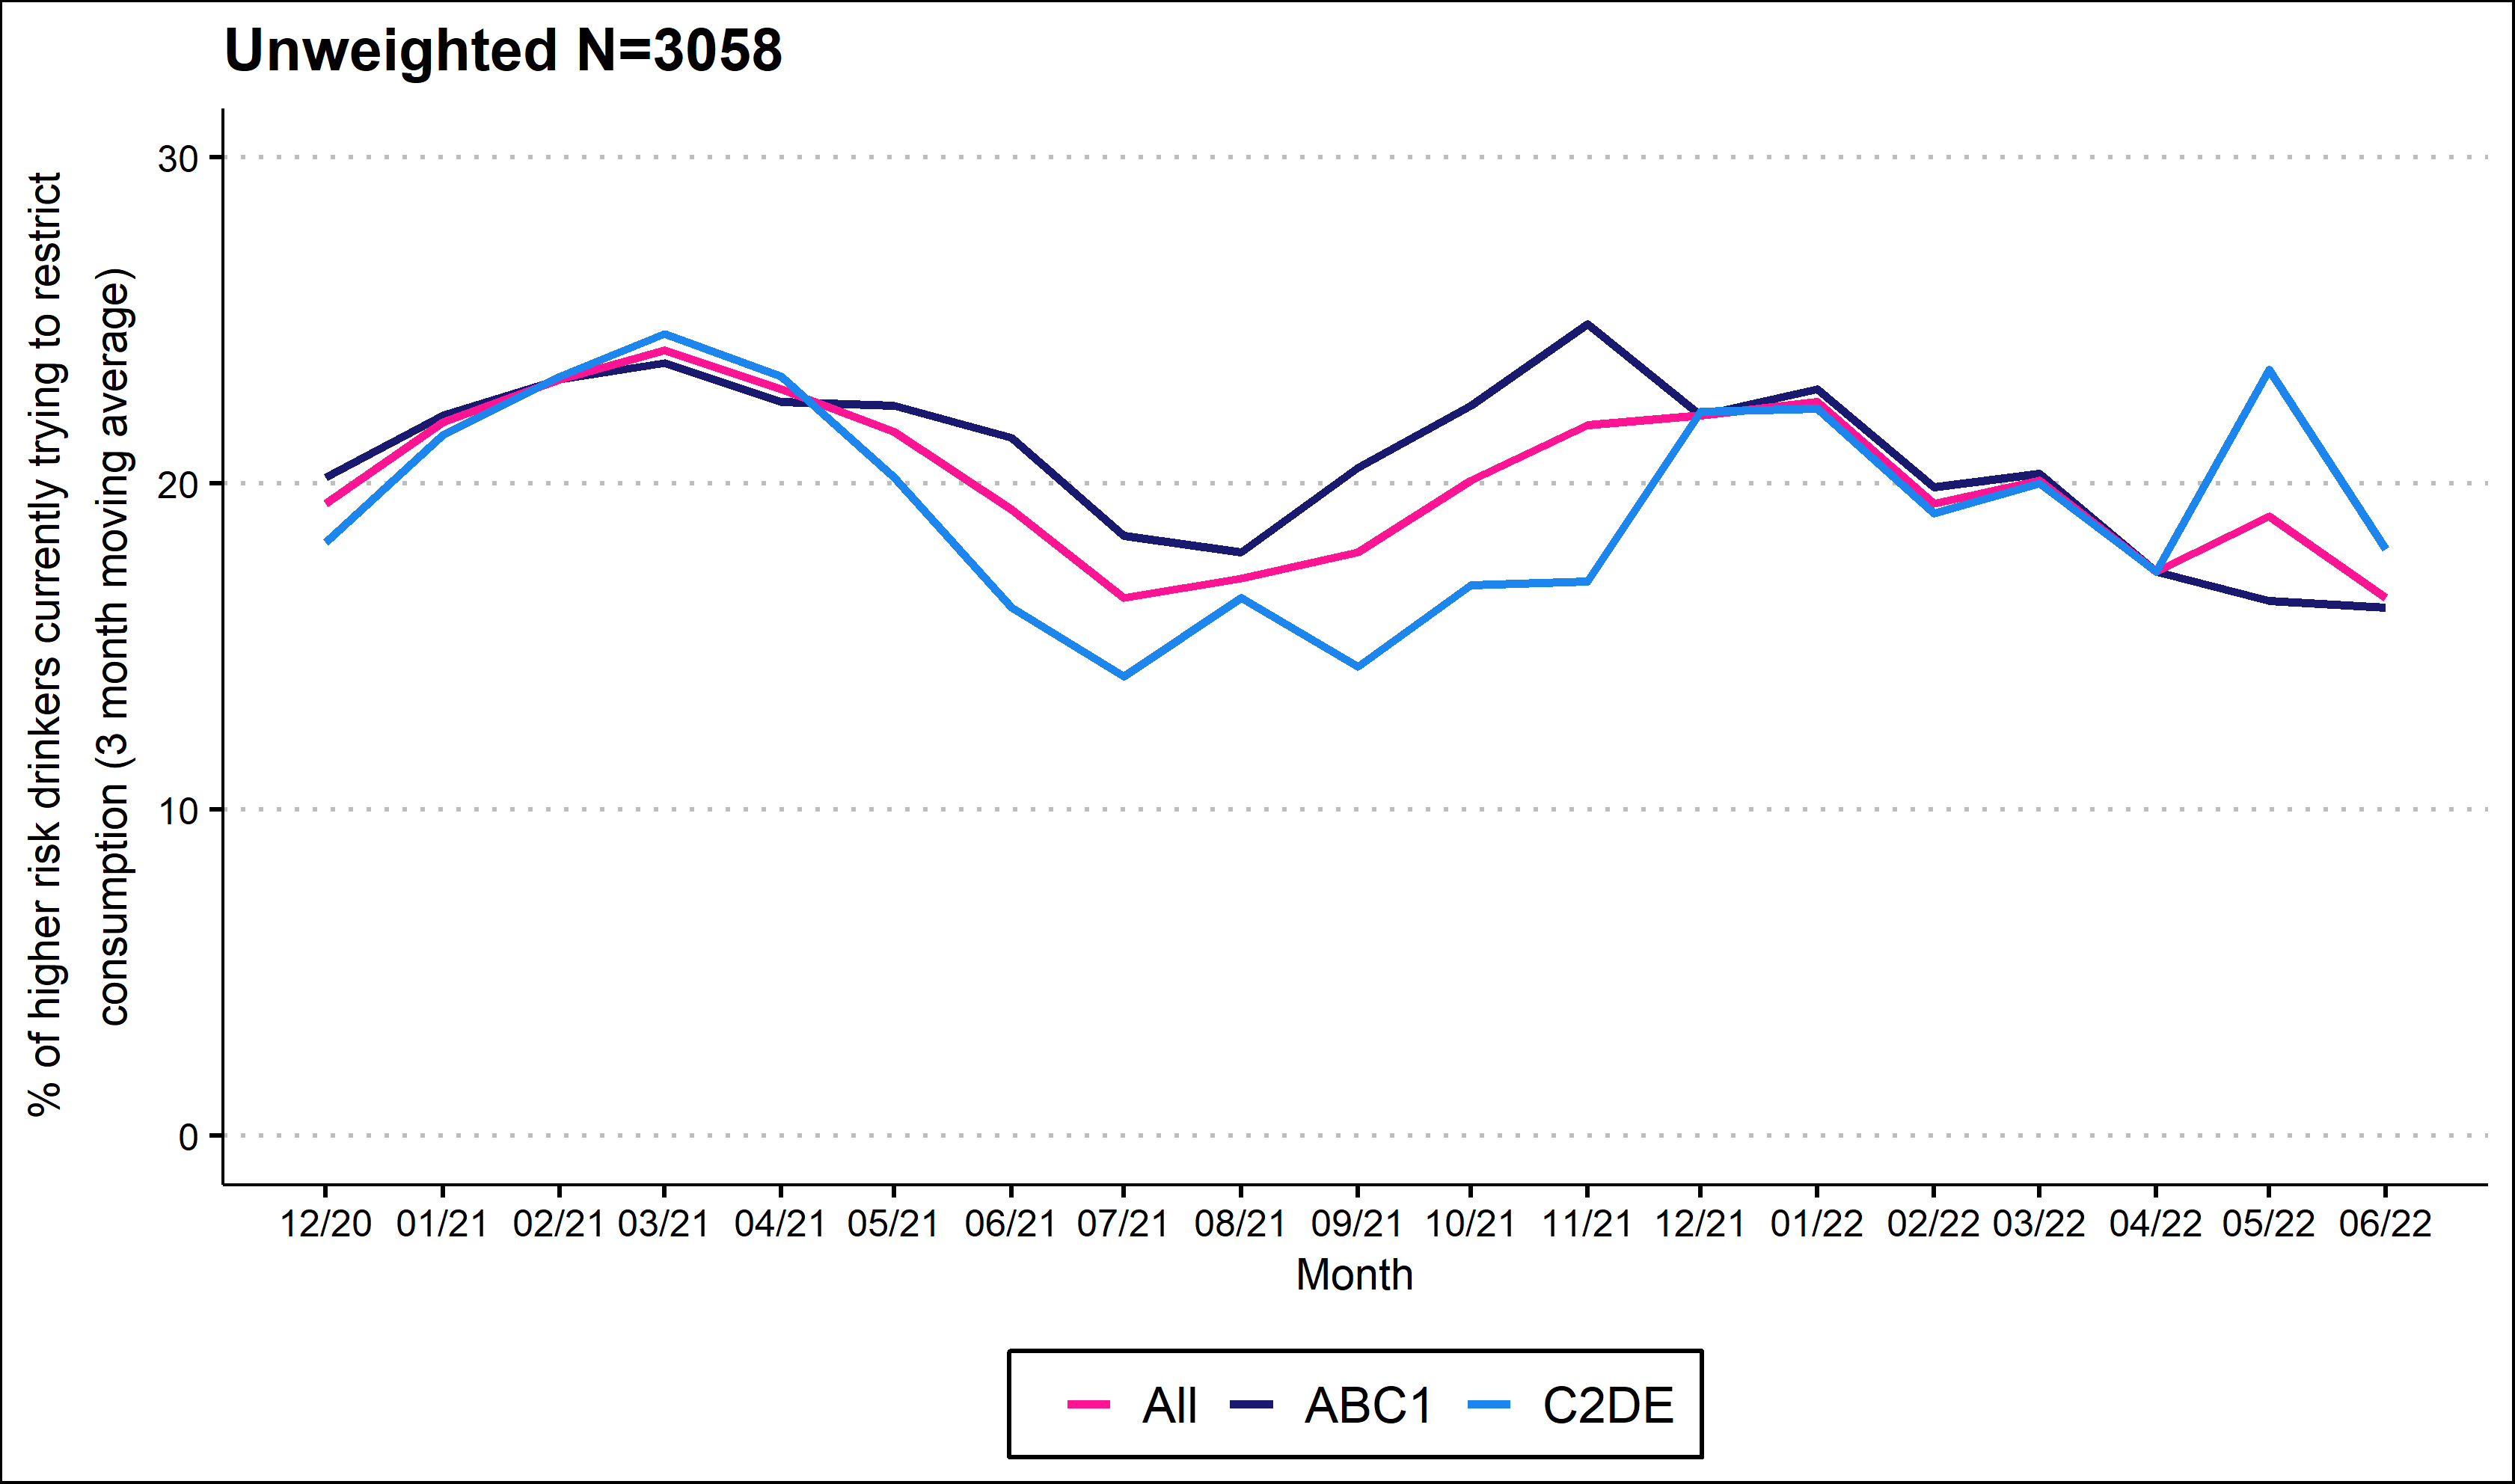 Unweighted N=3058
% of higher risk drinkers currently trying to restrict
consumption (3 month moving average)
30
20
10
0
12/20 01/21 02/21 03/21 04/21 05/21 06/21 07/21 08/21 09/21 10/21 11/21 12/21 01/22 02/22 03/22 04/22 05/22 06/22
Month
All ABC1 C2DE